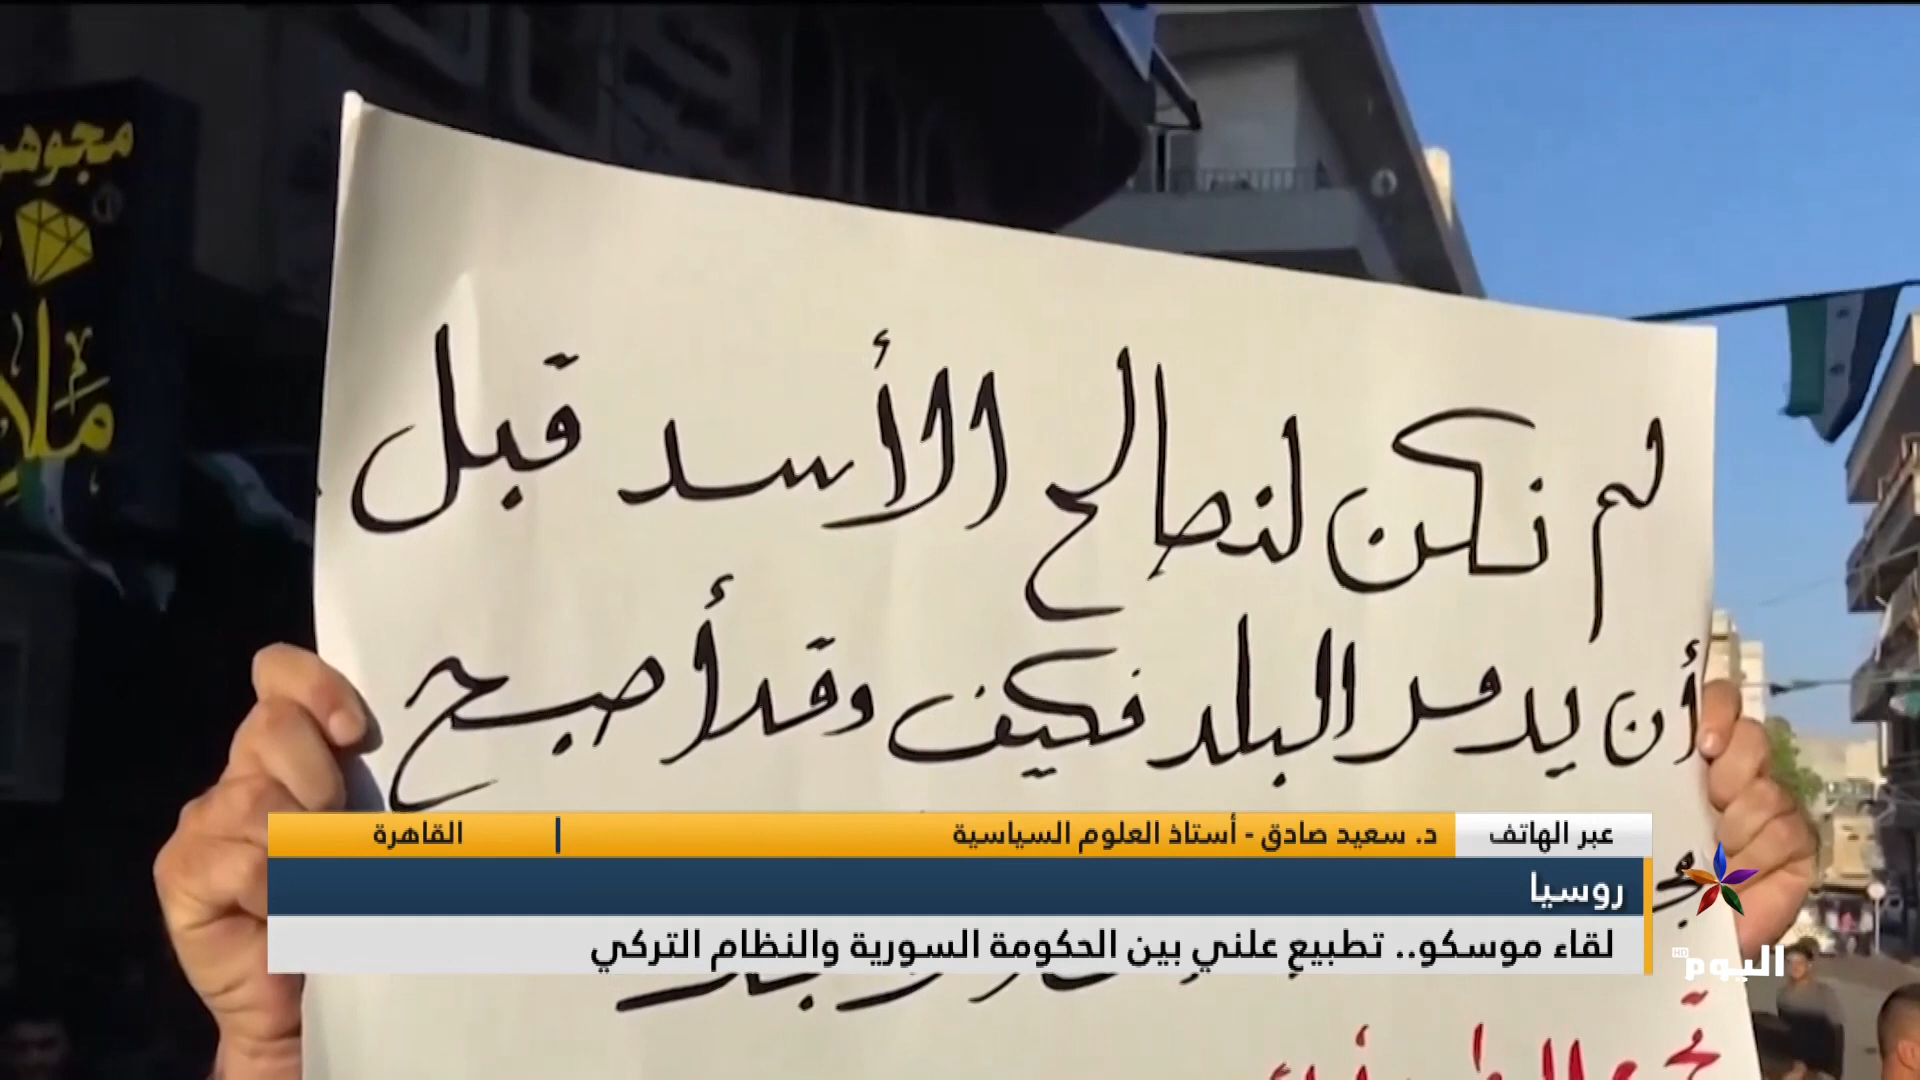 لم نكن لنصالح الأسد قبل
أن يدمر البلد فكيف وقد أصبح
عبر الهاتف
د. سعيد صادق - أستاذ العلوم السياسية
القاهرة
روسيا
لقاء موسكو.. تطبيع علني بين الحكومة السورية والنظام التركي
اليوم
HD